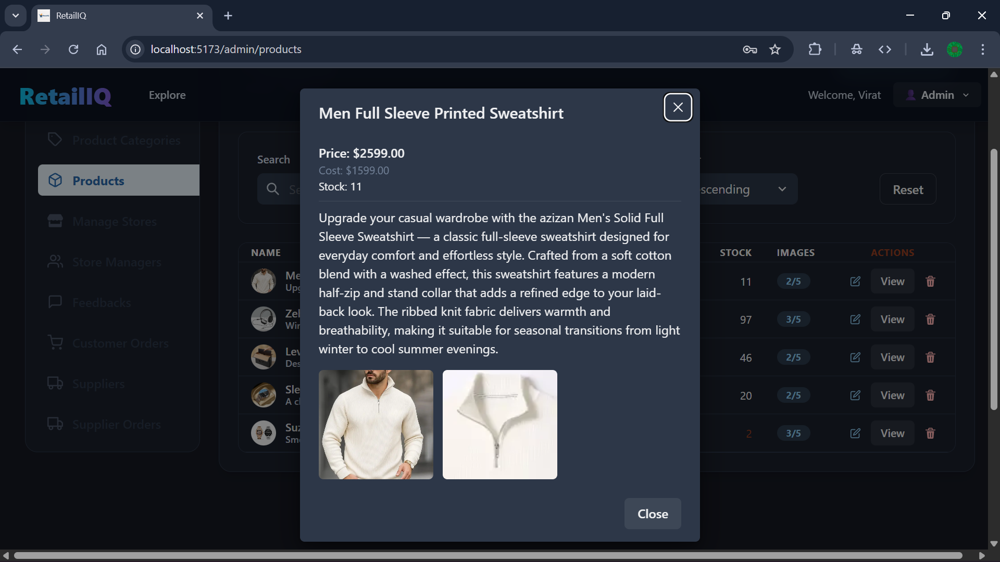 RetailIQ
localhost:5173/admin/products
RetailIQ
Explore
Welcome, Virat
Admin
Product Categories
Products
Manage Stores
Store Managers
Feedbacks
Customer Orders
Suppliers
Supplier Orders
Search
Se
scending
Reset
NAME
STOCK
IMAGES
ACTIONS
Me
Upg
11
2/5
View
Zel
Wir
97
3/5
View
Lev
Des
46
2/5
View
Sle
A cl
20
2/5
View
Suz
Smo
2
3/5
View
Men Full Sleeve Printed Sweatshirt
Price: $2599.00
Cost: $1599.00
Stock: 11
Upgrade your casual wardrobe with the azizan Men's Solid Full
Sleeve Sweatshirt — a classic full-sleeve sweatshirt designed for
everyday comfort and effortless style. Crafted from a soft cotton
blend with a washed effect, this sweatshirt features a modern
half-zip and stand collar that adds a refined edge to your laid-
back look. The ribbed knit fabric delivers warmth and
breathability, making it suitable for seasonal transitions from light
winter to cool summer evenings.
Close